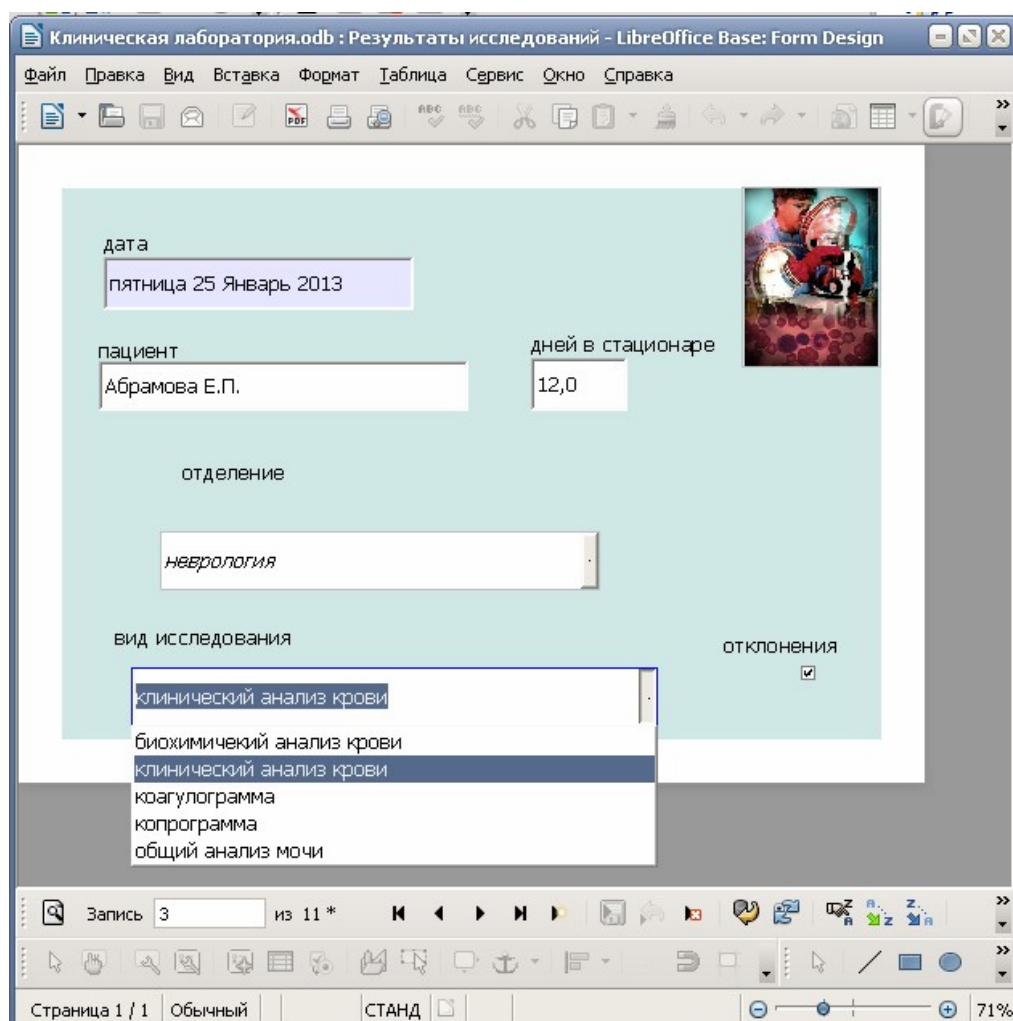 Клиническая лаборатория.odb : Результаты исследований - LibreOffice Base: Form Design
Файл Правка Вид Вставка Формат Таблица Сервис Окно Справка
дата
пятница 25 Январь 2013
пациент
дней в стационаре
Абрамова Е.П.
12,0
отделение
неврология
вид исследования
отклонения
клинический анализ крови
биохимичекий анализ крови
клинический анализ крови
коагулограмма
копрограмма
общий анализ мочи
Запись 3 из 11 *
Страница 1 / 1 Обычный СТАНД 71%